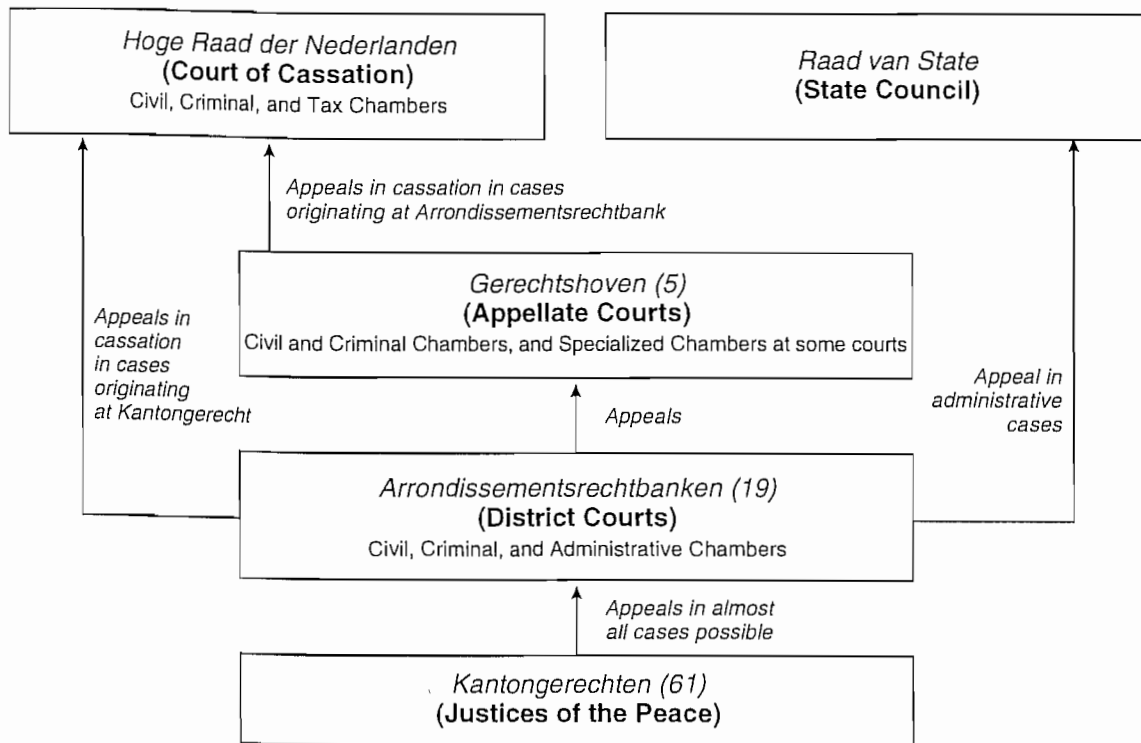 Hoge Raad der Nederlanden
(Court of Cassation)
Civil, Criminal, and Tax Chambers
Raad van State
(State Council)
Appeals in cassation in cases
originating at Arrondissementsrechtbank
Gerechtshoven (5)
(Appellate Courts)
Civil and Criminal Chambers, and Specialized Chambers at some courts
Appeals in
cassation
in cases
originating
at Kantongerecht
Appeals
Appeal in
administrative
cases
Arrondissementsrechtbanken (19)
(District Courts)
Civil, Criminal, and Administrative Chambers
Appeals in almost
all cases possible
Kantongerechten (61)
(Justices of the Peace)